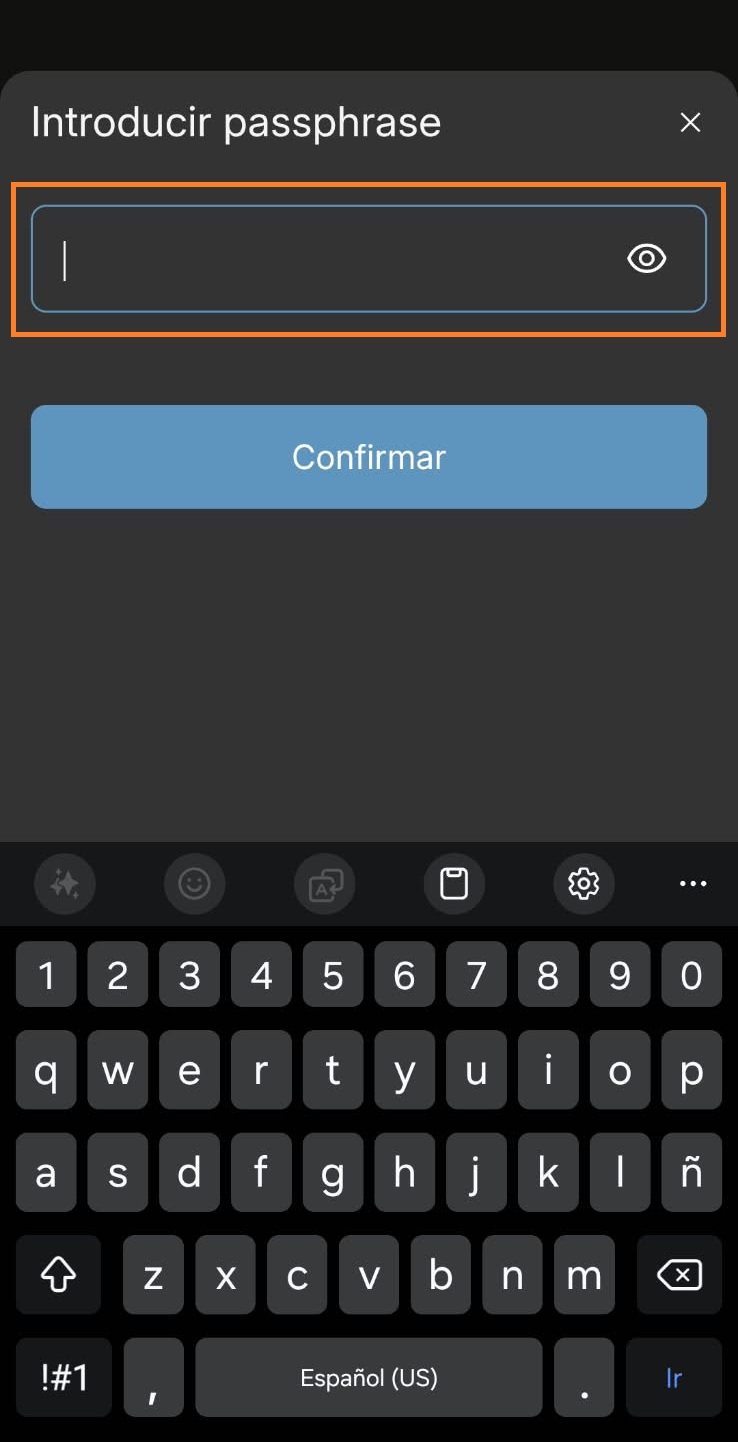 Introducir passphrase
Confirmar
1 2 3 4 5 6 7 8 9 0
q w e r t y u i o p
a s d f g h j k l ñ
z x c v b n m
!#1 , Español (US) . Ir